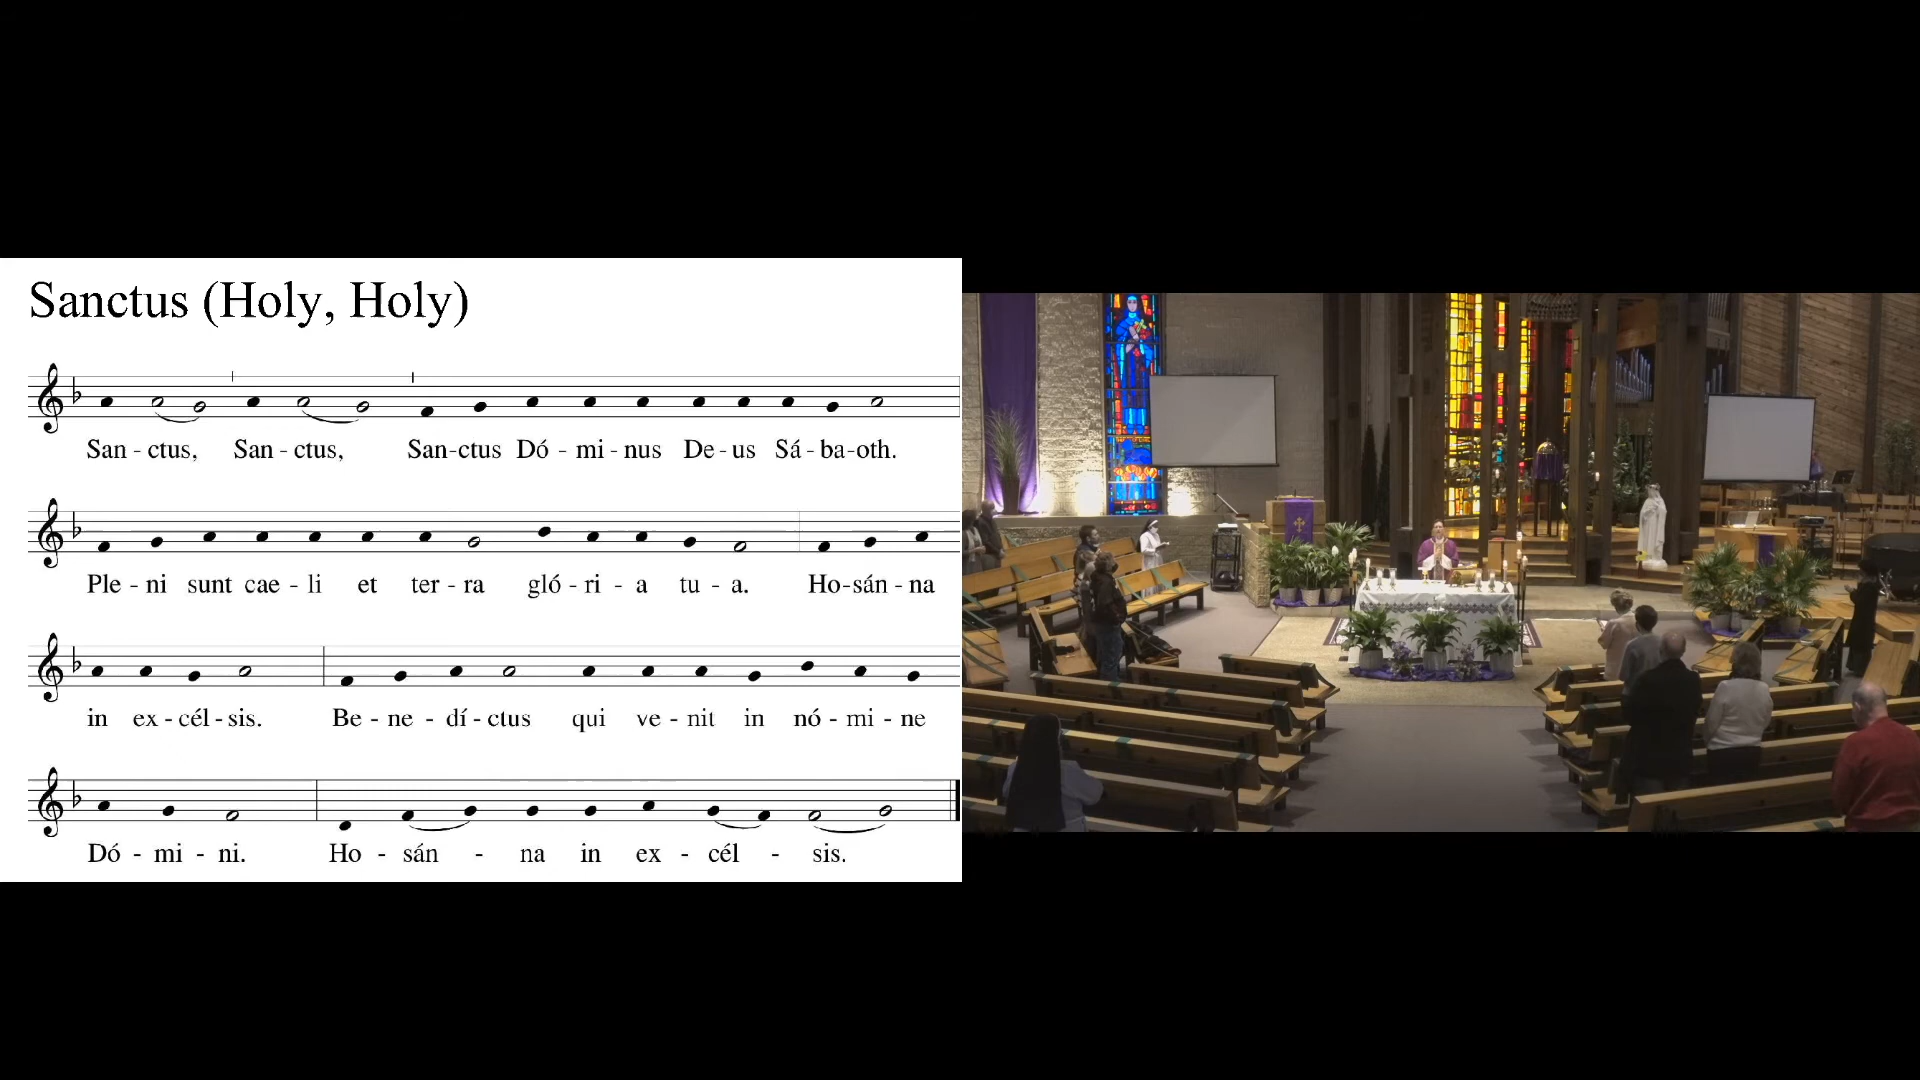 Sanctus (Holy, Holy)
San - ctus, San - ctus, San-ctus Dó - mi - nus De - us Sá - ba-oth.
Ple - ni sunt cae - li et ter - ra gló - ri - a tu - a. Ho-sán - na
in ex - cél - sis. Be - ne - dí - ctus qui ve - nit in nó - mi - ne
Dó - mi - ni. Ho - sán - na in ex - cél - sis.